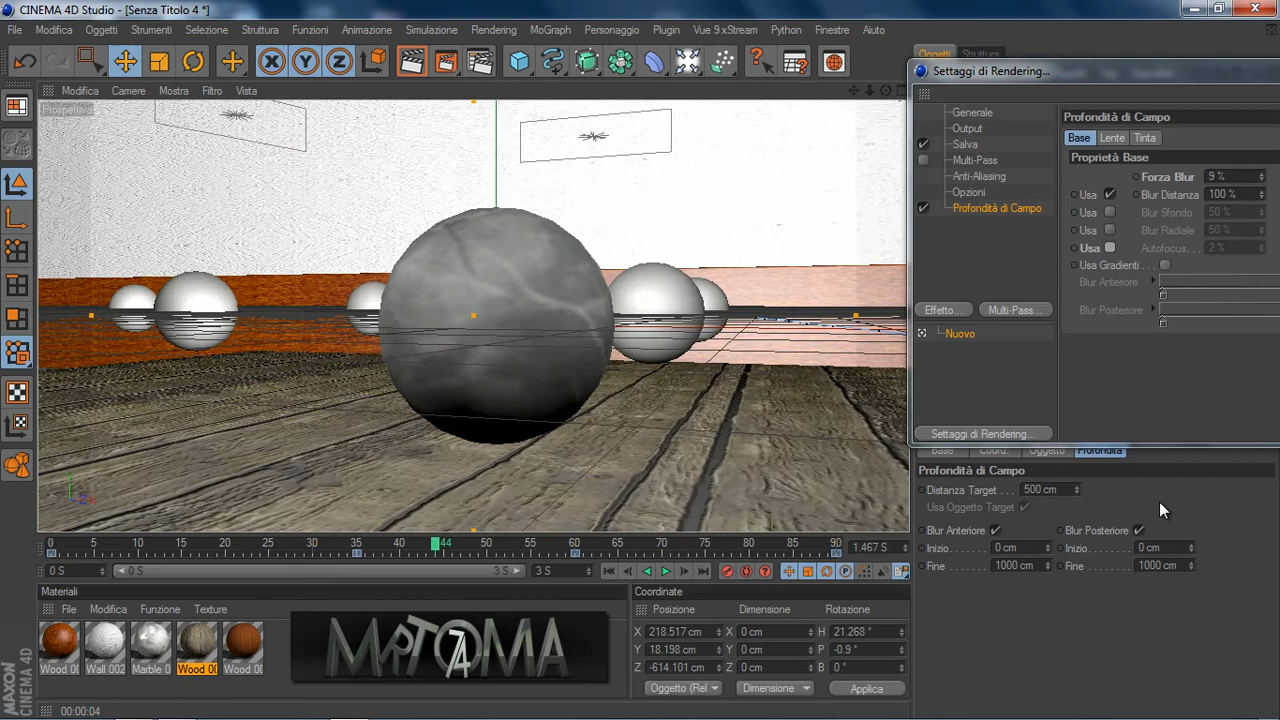 CINEMA 4D Studio - [Senza Titolo 4 *]
File Modifica Oggetti Strumenti Selezione Struttura Funzioni Animazione Simulazione Rendering MoGraph Personaggio Plugin Vue 9 xStream Python Finestre Aiuto
X Y Z
Oggetti Struttura
Settaggi di Rendering...
Modifica Camere Mostra Filtro Vista
Prospettiva
Generale
Output
Salva
Multi-Pass
Anti-Aliasing
Opzioni
Profondità di Campo
Effetto... Multi-Pass...
Nuovo
Settaggi di Rendering...
Profondità di Campo
Base Lente Tinta
Proprietà Base
Forza Blur 9 %
Usa Blur Distanza 100 %
Usa Blur Sfondo 50 %
Usa Blur Radiale 50 %
Usa Autofocus... 2 %
Usa Gradienti
Blur Anteriore
Blur Posteriore
Base Coord. Oggetto Profondità
Profondità di Campo
Distanza Target . . . 500 cm
Usa Oggetto Target
Blur Anteriore Blur Posteriore
Inizio 0 cm Inizio 0 cm
Fine 1000 cm Fine 1000 cm
Z
0 5 10 15 20 25 30 35 40 44 50 55 60 65 70 75 80 85 90 1.467 S
0 S 0 S 3 S 3 S
Materiali
File Modifica Funzione Texture
Wood 00 Wall 002 Marble 0 Wood 00 Wood 00
MRTOMA 74
Coordinate
Posizione Dimensione Rotazione
X 218.517 cm X 0 cm H 21.268 °
Y 18.198 cm Y 0 cm P -0.9 °
Z -614.101 cm Z 0 cm B 0 °
Oggetto (Rel Dimensione Applica
MAXON
CINEMA 4D
00:00:04